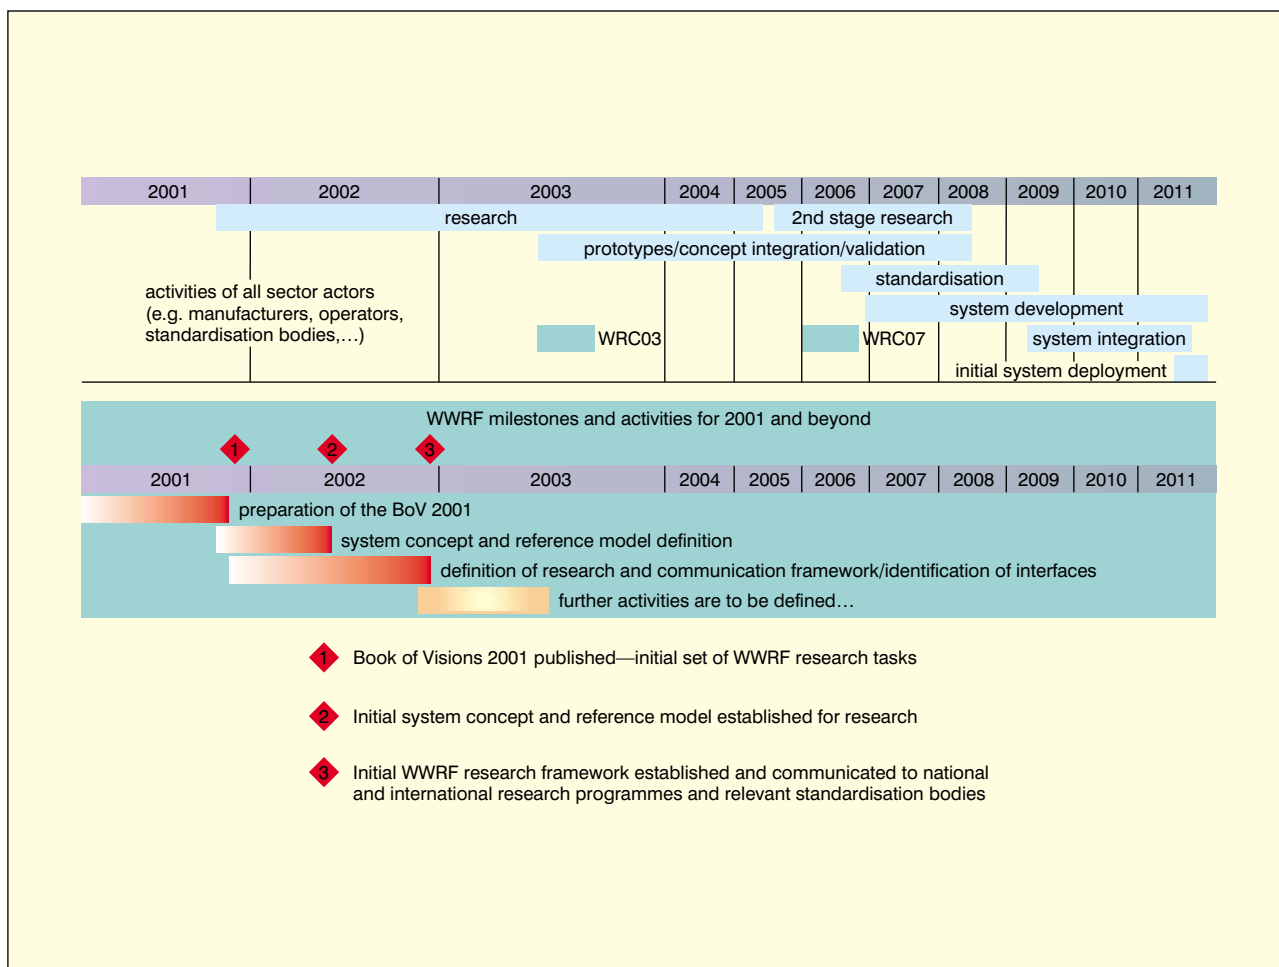 2001 2002 2003 2004 2005 2006 2007 2008 2009 2010 2011
research 2nd stage research
prototypes/concept integration/validation
standardisation
activities of all sector actors
(e.g. manufacturers, operators,
standardisation bodies,...)
system development
WRC03 WRC07 system integration
initial system deployment
WWRF milestones and activities for 2001 and beyond
1 2 3
2001 2002 2003 2004 2005 2006 2007 2008 2009 2010 2011
preparation of the BoV 2001
system concept and reference model definition
definition of research and communication framework/identification of interfaces
further activities are to be defined...
1 Book of Visions 2001 published—initial set of WWRF research tasks
2 Initial system concept and reference model established for research
3 Initial WWRF research framework established and communicated to national
and international research programmes and relevant standardisation bodies